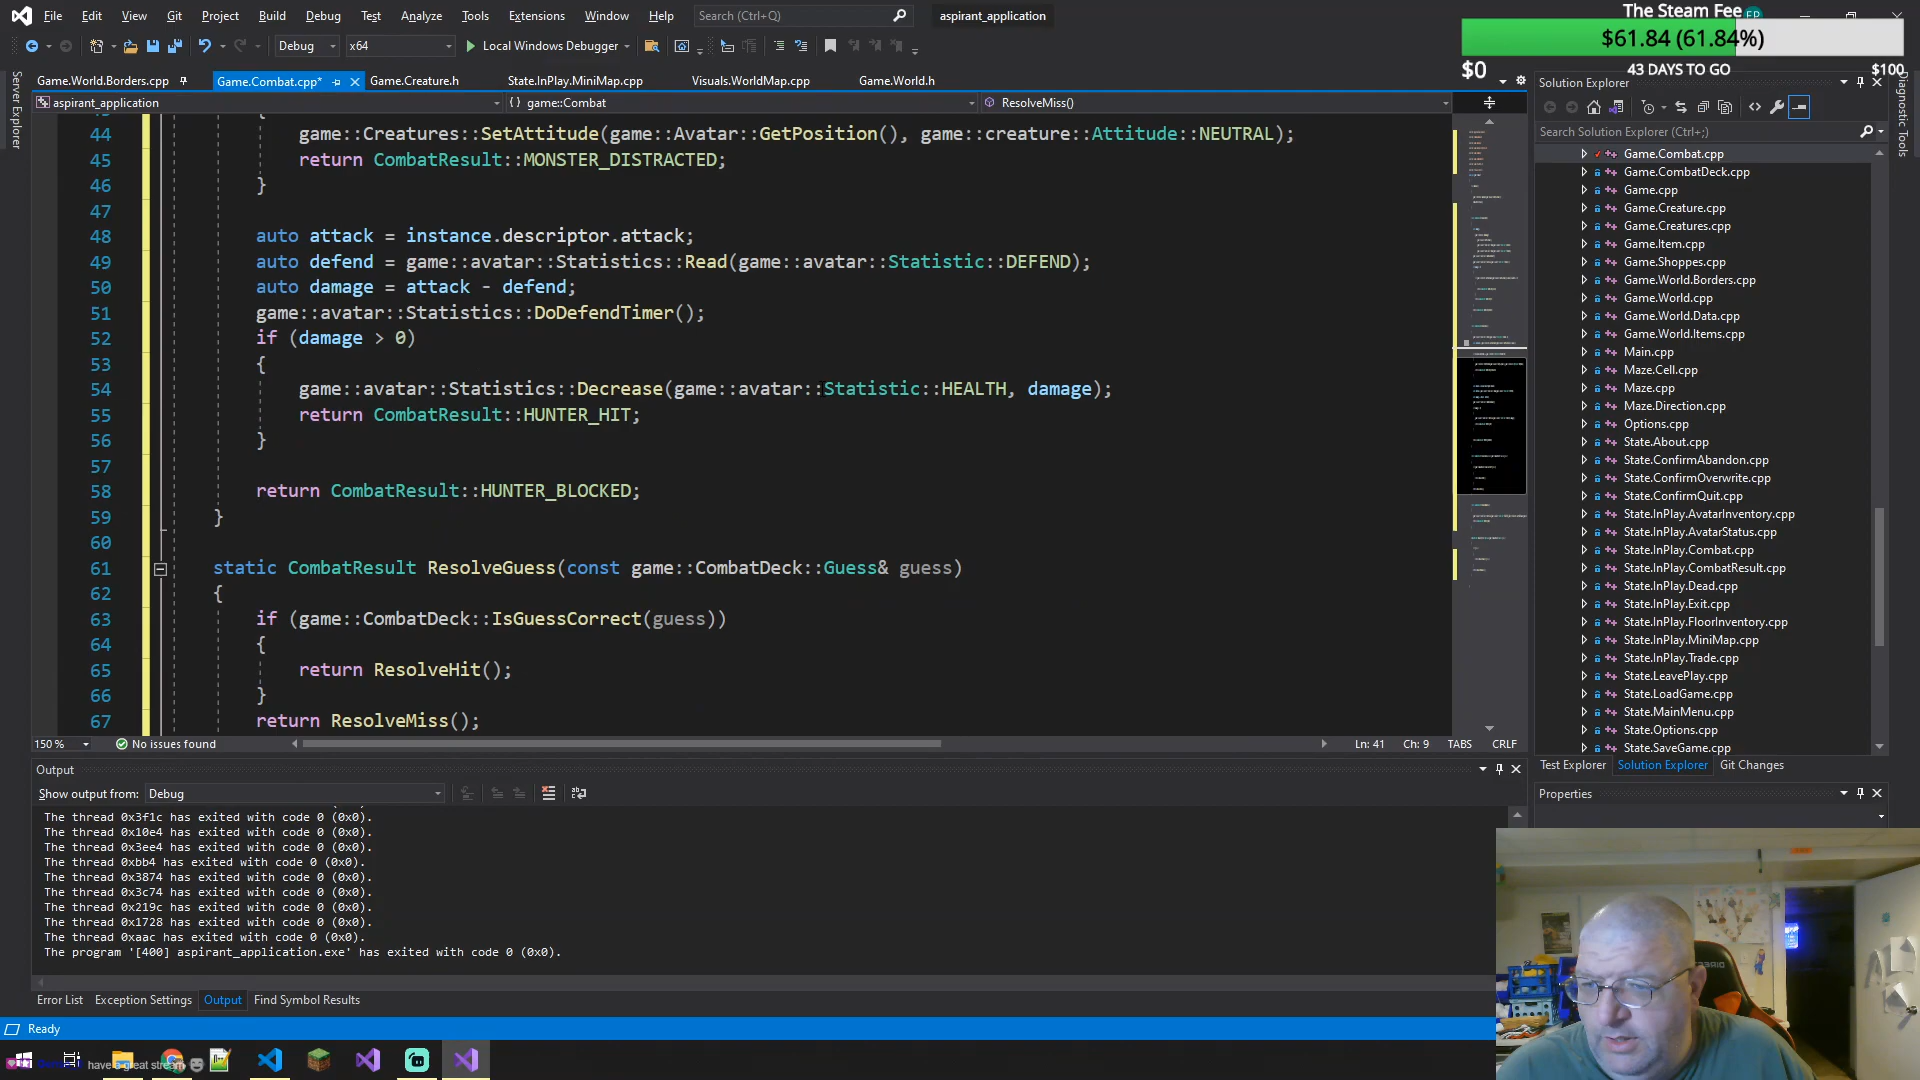 File Edit View Git Project Build Debug Test Analyze Tools Extensions Window Help Search (Ctrl+Q) aspirant_application
The Steam Fee
$61.84 (61.84%)
$0 43 DAYS TO GO $100
Debug x64 Local Windows Debugger
Game.World.Borders.cpp Game.Combat.cpp* Game.Creature.h State.InPlay.MiniMap.cpp Visuals.WorldMap.cpp Game.World.h
aspirant_application {} game::Combat ResolveMiss()
Server Explorer
Diagnostic Tools
44 game::Creatures::SetAttitude(game::Avatar::GetPosition(), game::creature::Attitude::NEUTRAL);
45 return CombatResult::MONSTER_DISTRACTED;
46 }
47
48 auto attack = instance.descriptor.attack;
49 auto defend = game::avatar::Statistics::Read(game::avatar::Statistic::DEFEND);
50 auto damage = attack - defend;
51 game::avatar::Statistics::DoDefendTimer();
52 if (damage > 0)
53 {
54 game::avatar::Statistics::Decrease(game::avatar::Statistic::HEALTH, damage);
55 return CombatResult::HUNTER_HIT;
56 }
57
58 return CombatResult::HUNTER_BLOCKED;
59 }
60
61 static CombatResult ResolveGuess(const game::CombatDeck::Guess& guess)
62 {
63 if (game::CombatDeck::IsGuessCorrect(guess))
64 {
65 return ResolveHit();
66 }
67 return ResolveMiss();
150 % No issues found Ln: 41 Ch: 9 TABS CRLF
Output
Show output from: Debug
The thread 0x3f1c has exited with code 0 (0x0).
The thread 0x10e4 has exited with code 0 (0x0).
The thread 0x3ee4 has exited with code 0 (0x0).
The thread 0xbb4 has exited with code 0 (0x0).
The thread 0x3874 has exited with code 0 (0x0).
The thread 0x3c74 has exited with code 0 (0x0).
The thread 0x219c has exited with code 0 (0x0).
The thread 0x1728 has exited with code 0 (0x0).
The thread 0xaac has exited with code 0 (0x0).
The program '[400] aspirant_application.exe' has exited with code 0 (0x0).
Error List Exception Settings Output Find Symbol Results
Ready
have a great stream
Solution Explorer
Search Solution Explorer (Ctrl+;)
Game.Combat.cpp
Game.CombatDeck.cpp
Game.cpp
Game.Creature.cpp
Game.Creatures.cpp
Game.Item.cpp
Game.Shoppes.cpp
Game.World.Borders.cpp
Game.World.cpp
Game.World.Data.cpp
Game.World.Items.cpp
Main.cpp
Maze.Cell.cpp
Maze.cpp
Maze.Direction.cpp
Options.cpp
State.About.cpp
State.ConfirmAbandon.cpp
State.ConfirmOverwrite.cpp
State.ConfirmQuit.cpp
State.InPlay.AvatarInventory.cpp
State.InPlay.AvatarStatus.cpp
State.InPlay.Combat.cpp
State.InPlay.CombatResult.cpp
State.InPlay.Dead.cpp
State.InPlay.Exit.cpp
State.InPlay.FloorInventory.cpp
State.InPlay.MiniMap.cpp
State.InPlay.Trade.cpp
State.LeavePlay.cpp
State.LoadGame.cpp
State.MainMenu.cpp
State.Options.cpp
State.SaveGame.cpp
Test Explorer Solution Explorer Git Changes
Properties